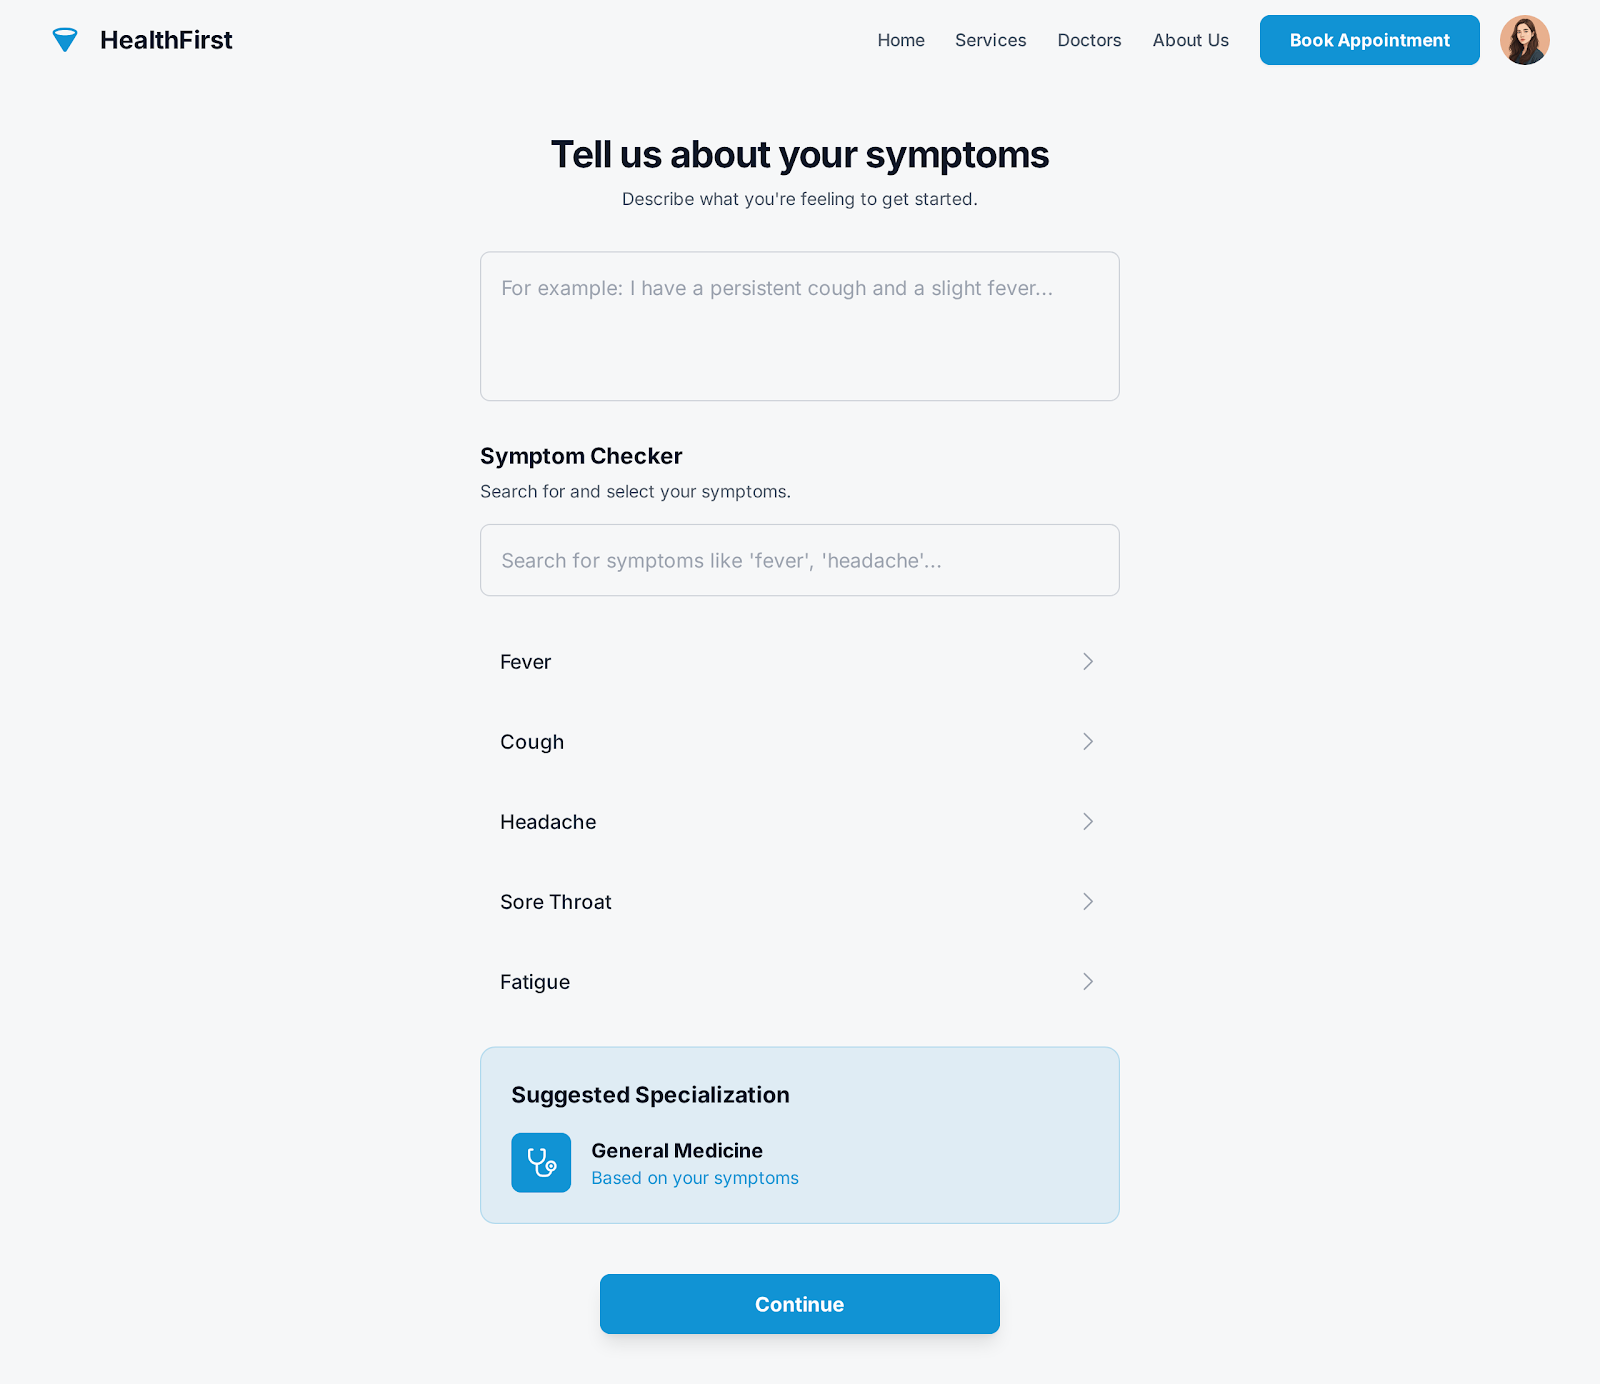 HealthFirst
Home
Services
Doctors
About Us
Book Appointment
Tell us about your symptoms
Describe what you're feeling to get started.
For example: I have a persistent cough and a slight fever...
Symptom Checker
Search for and select your symptoms.
Search for symptoms like 'fever', 'headache'...
Fever
Cough
Headache
Sore Throat
Fatigue
Suggested Specialization
General Medicine
Based on your symptoms
Continue